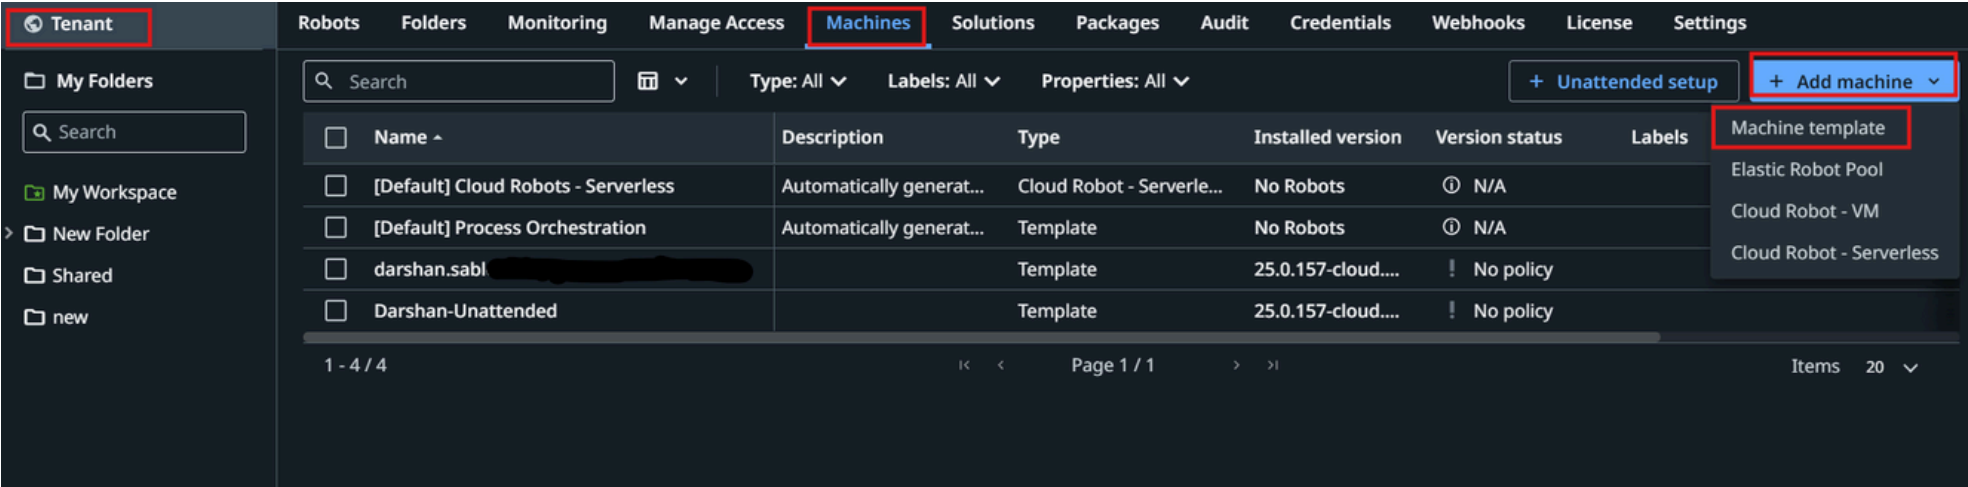 Tenant
Robots Folders Monitoring Manage Access Machines Solutions Packages Audit Credentials Webhooks License Settings
My Folders
Search
My Workspace
New Folder
Shared
new
Search Type: All Labels: All Properties: All + Unattended setup + Add machine
Machine template
Elastic Robot Pool
Cloud Robot - VM
Cloud Robot - Serverless
Name Description Type Installed version Version status Labels
[Default] Cloud Robots - Serverless Automatically generat... Cloud Robot - Serverle... No Robots N/A
[Default] Process Orchestration Automatically generat... Template No Robots N/A
darshan.sabl Template 25.0.157-cloud.... ! No policy
Darshan-Unattended Template 25.0.157-cloud.... ! No policy
1 - 4 / 4 Page 1 / 1 Items 20